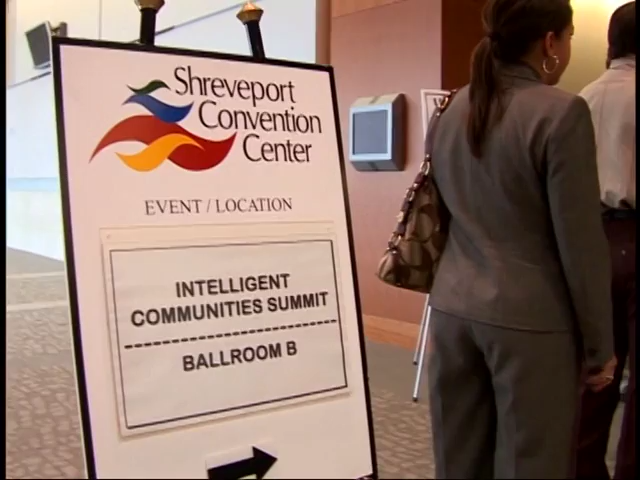 Shreveport
Convention
Center
EVENT / LOCATION
INTELLIGENT
COMMUNITIES SUMMIT
BALLROOM B